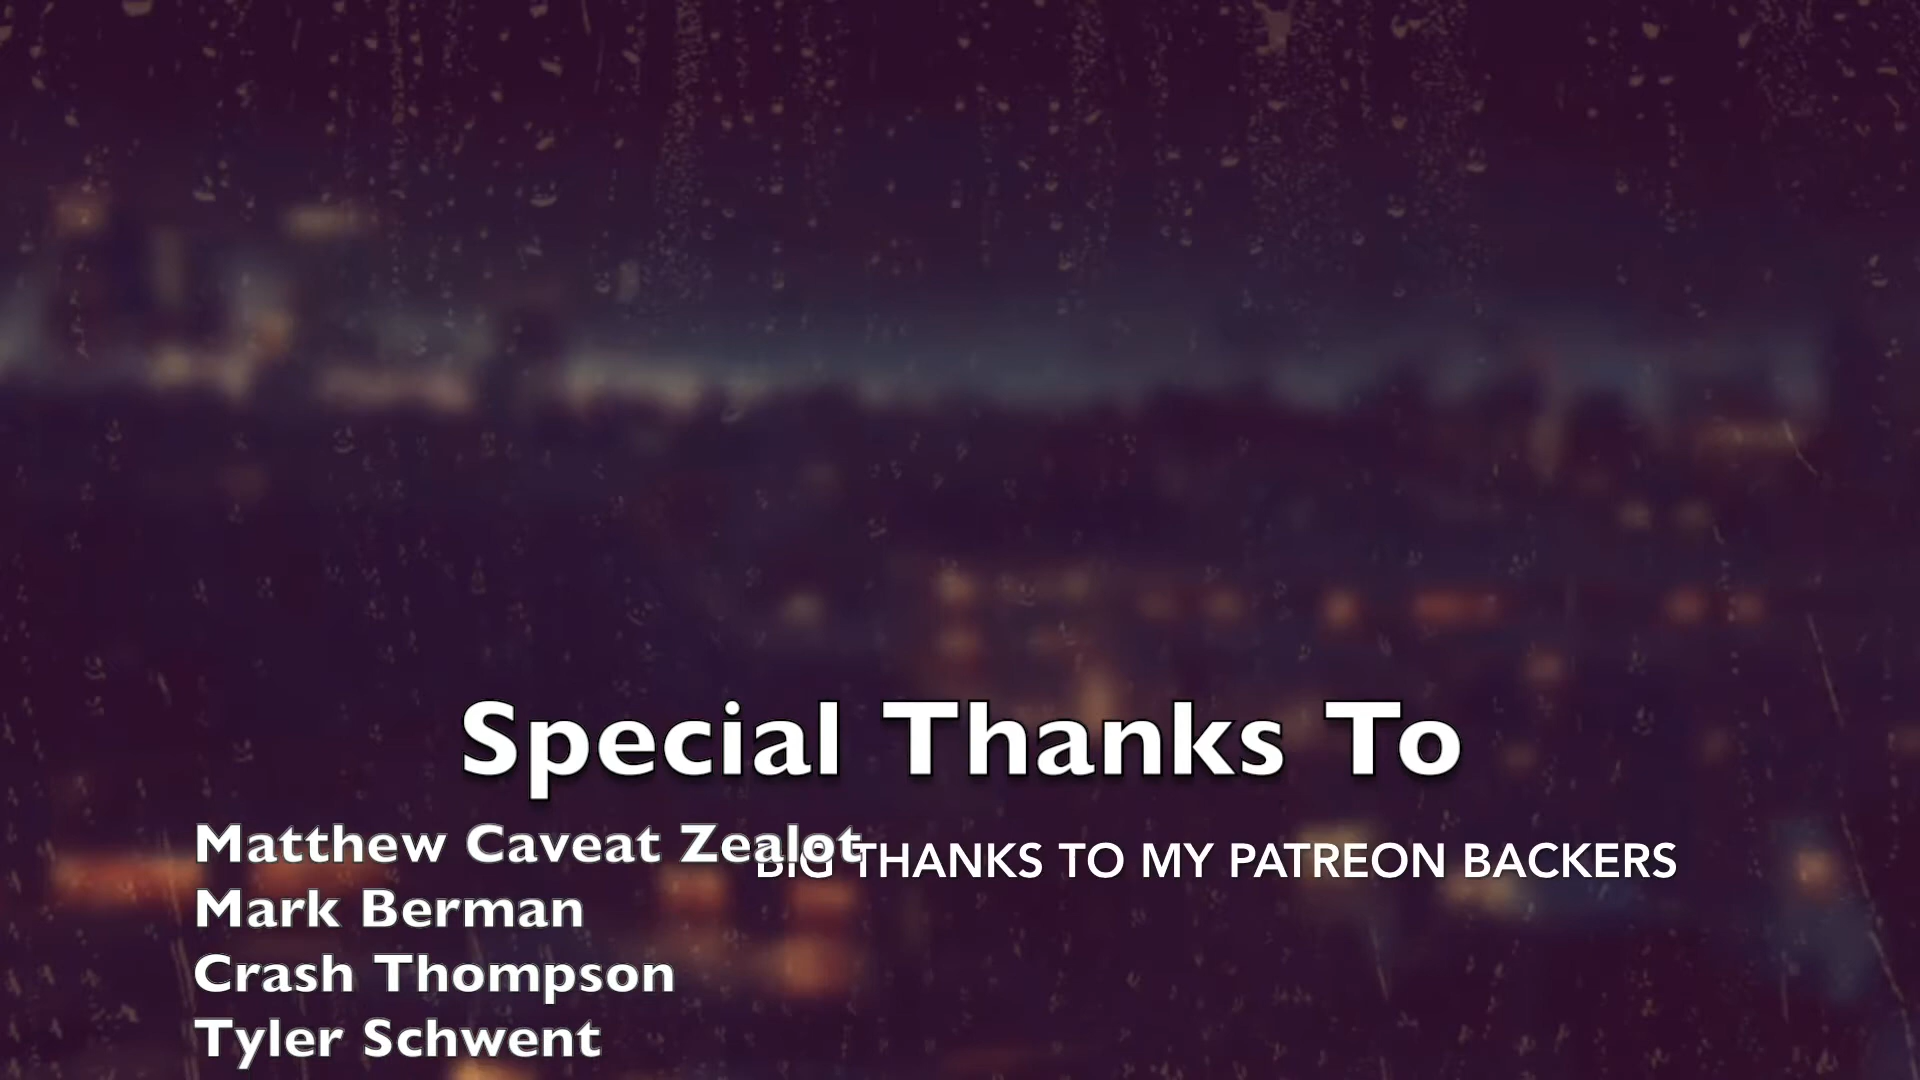 Special Thanks To
Matthew Caveat Zealot
BIG THANKS TO MY PATREON BACKERS
Mark Berman
Crash Thompson
Tyler Schwent